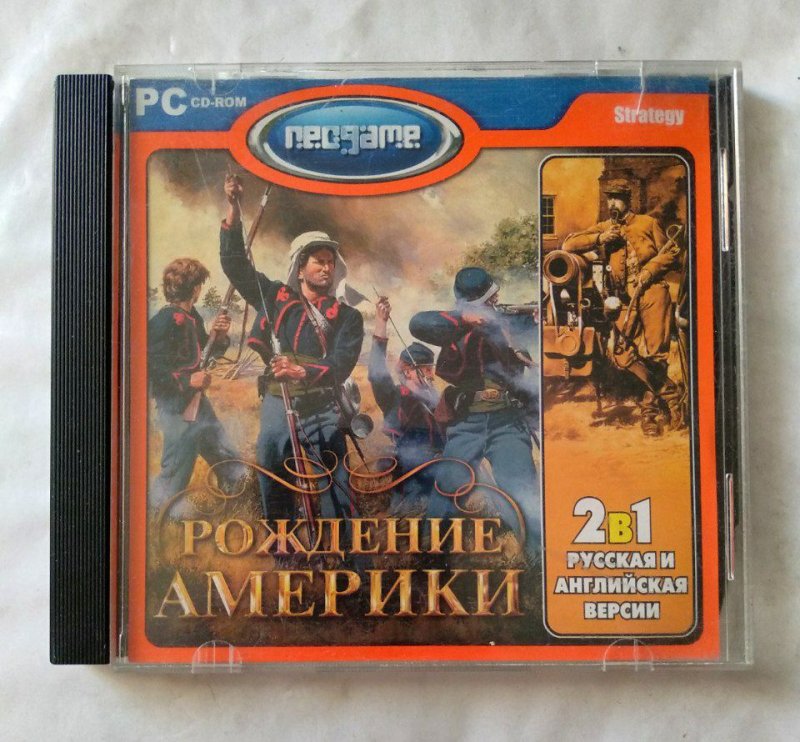 PC CD-ROM
neogame
Strategy
РОЖДЕНИЕ
АМЕРИКИ
2в1
РУССКАЯ И
АНГЛИЙСКАЯ
ВЕРСИИ